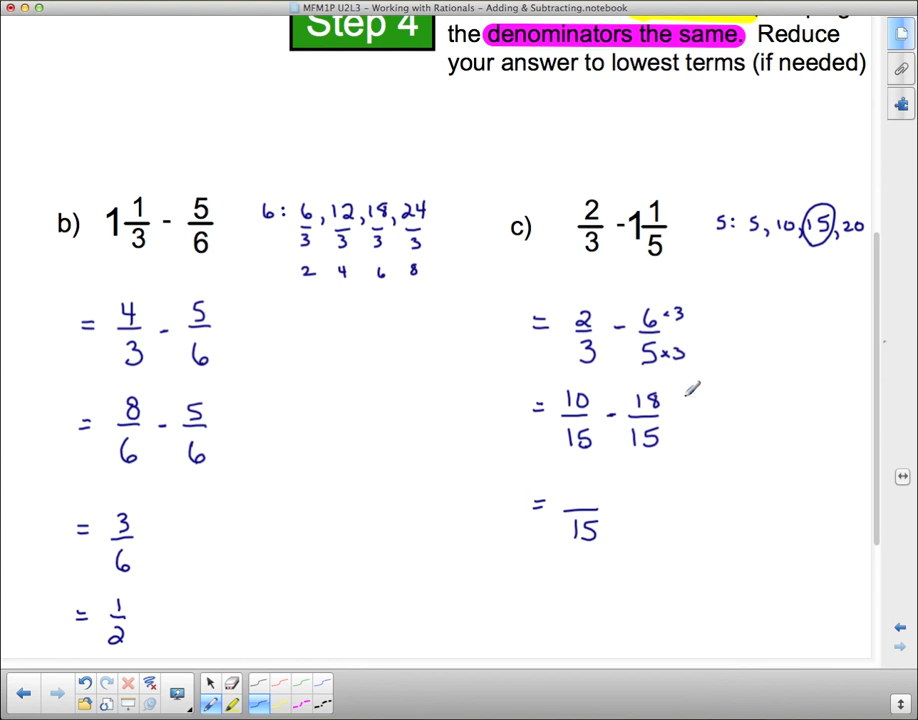 MFM1P U2L3 - Working with Rationals - Adding & Subtracting.notebook
Step 4
the denominators the same. Reduce
your answer to lowest terms (if needed)
b) 1 1/3 - 5/6
6: 6/3, 12/3, 18/3, 24/3
2 4 6 8
= 4/3 - 5/6
= 8/6 - 5/6
= 3/6
= 1/2
c) 2/3 - 1 1/5
5: 5, 10, 15, 20
= 2/3 - 6/5 ×3 ×3
= 10/15 - 18/15
= /15